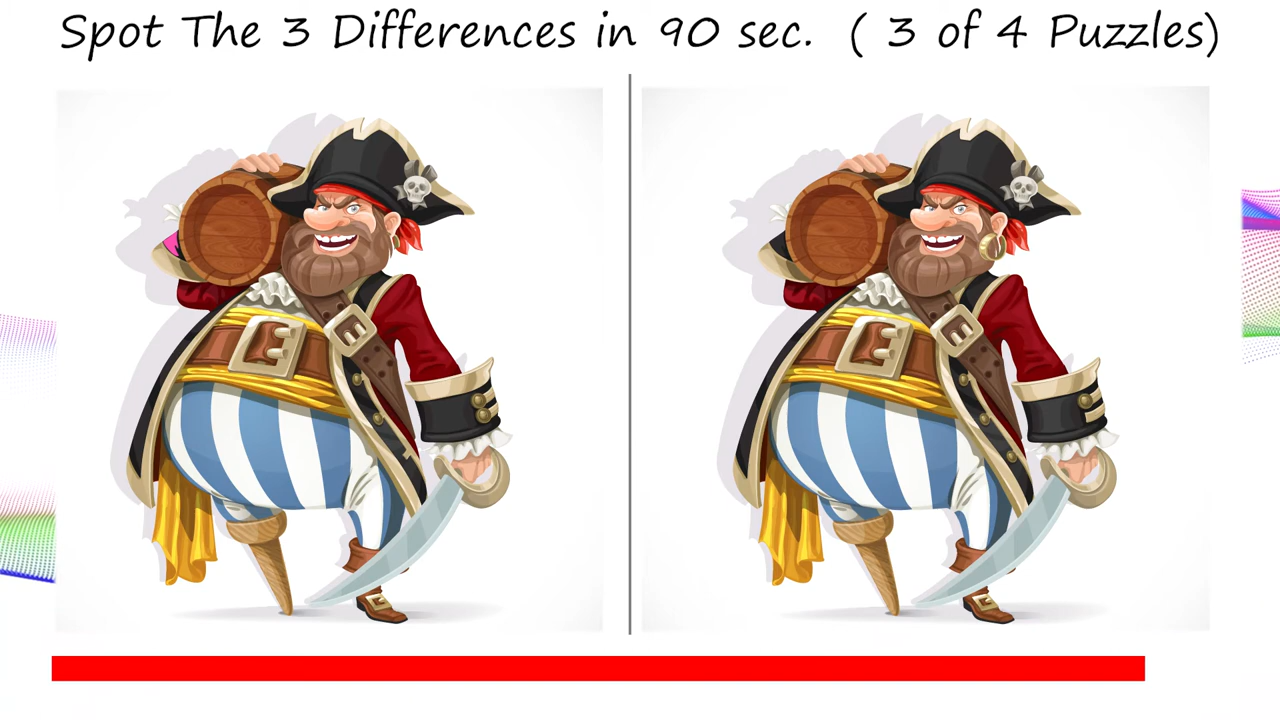 Spot The 3 Differences in 90 sec. ( 3 of 4 Puzzles)